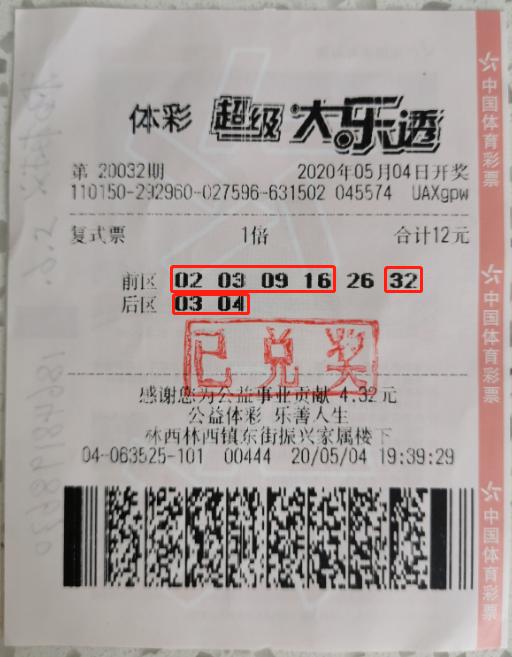 体彩 超级大乐透
第 20032期 2020年05月04日开奖
110150-292960-027596-631502 045574 UAXgpw
复式票 1倍 合计12元
前区 02 03 09 16 26 32
后区 03 04
已兑奖
感谢您为公益事业贡献 4.32元
公益体彩 乐善人生
林西林西镇东街振兴家属楼下
04-063525-101 00444 20/05/04 19:39:29
中国体育彩票
中国体育彩票
中国体育彩票